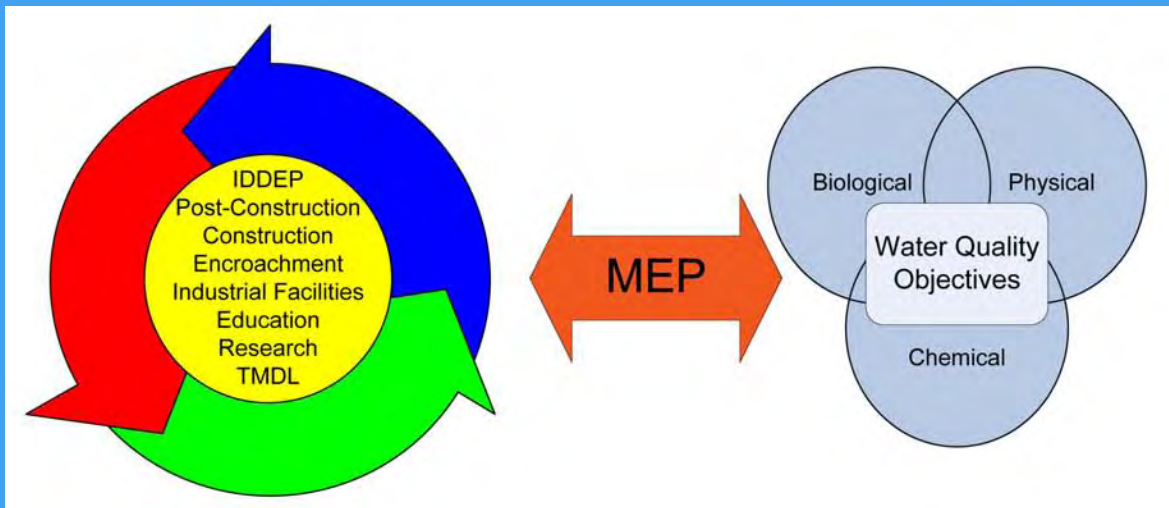 IDDEP
Post-Construction
Construction
Encroachment
Industrial Facilities
Education
Research
TMDL
MEP
Biological
Physical
Water Quality
Objectives
Chemical